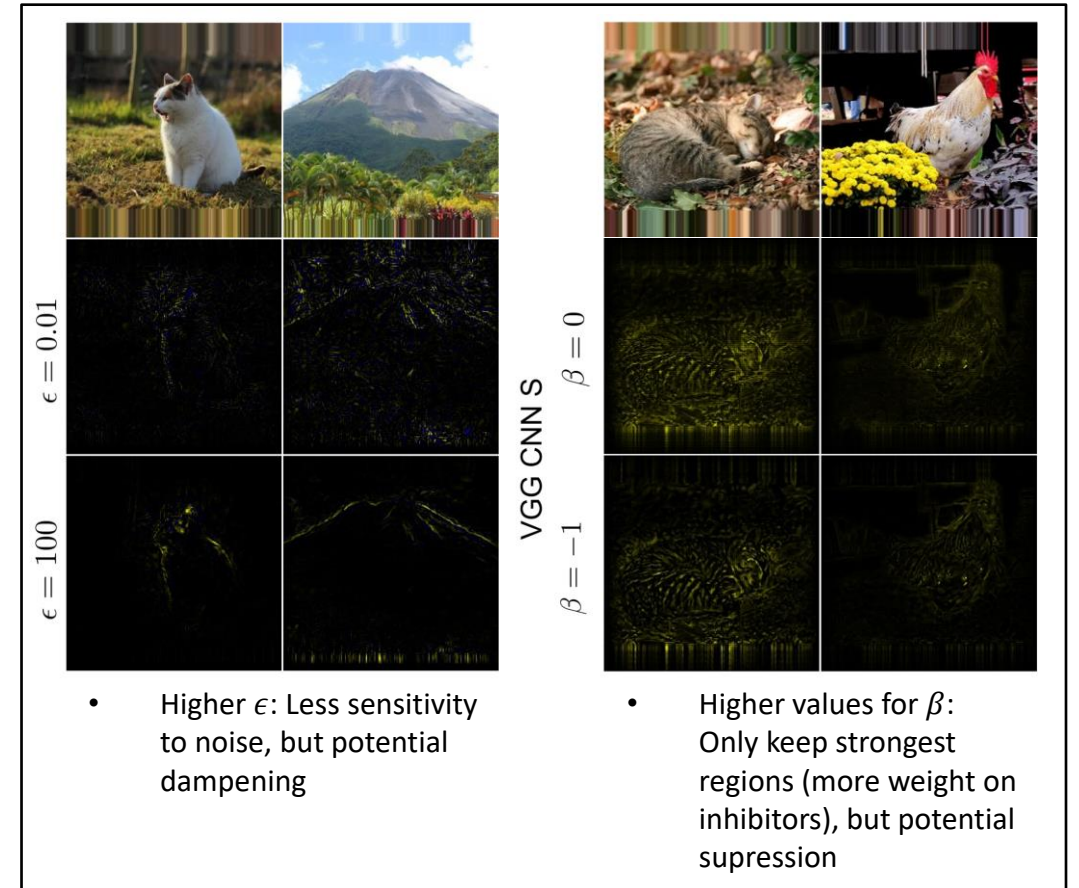 ϵ = 0.01
ϵ = 100
VGG CNN S
β = 0
β = −1
• Higher ϵ: Less sensitivity
to noise, but potential
dampening
• Higher values for β:
Only keep strongest
regions (more weight on
inhibitors), but potential
supression